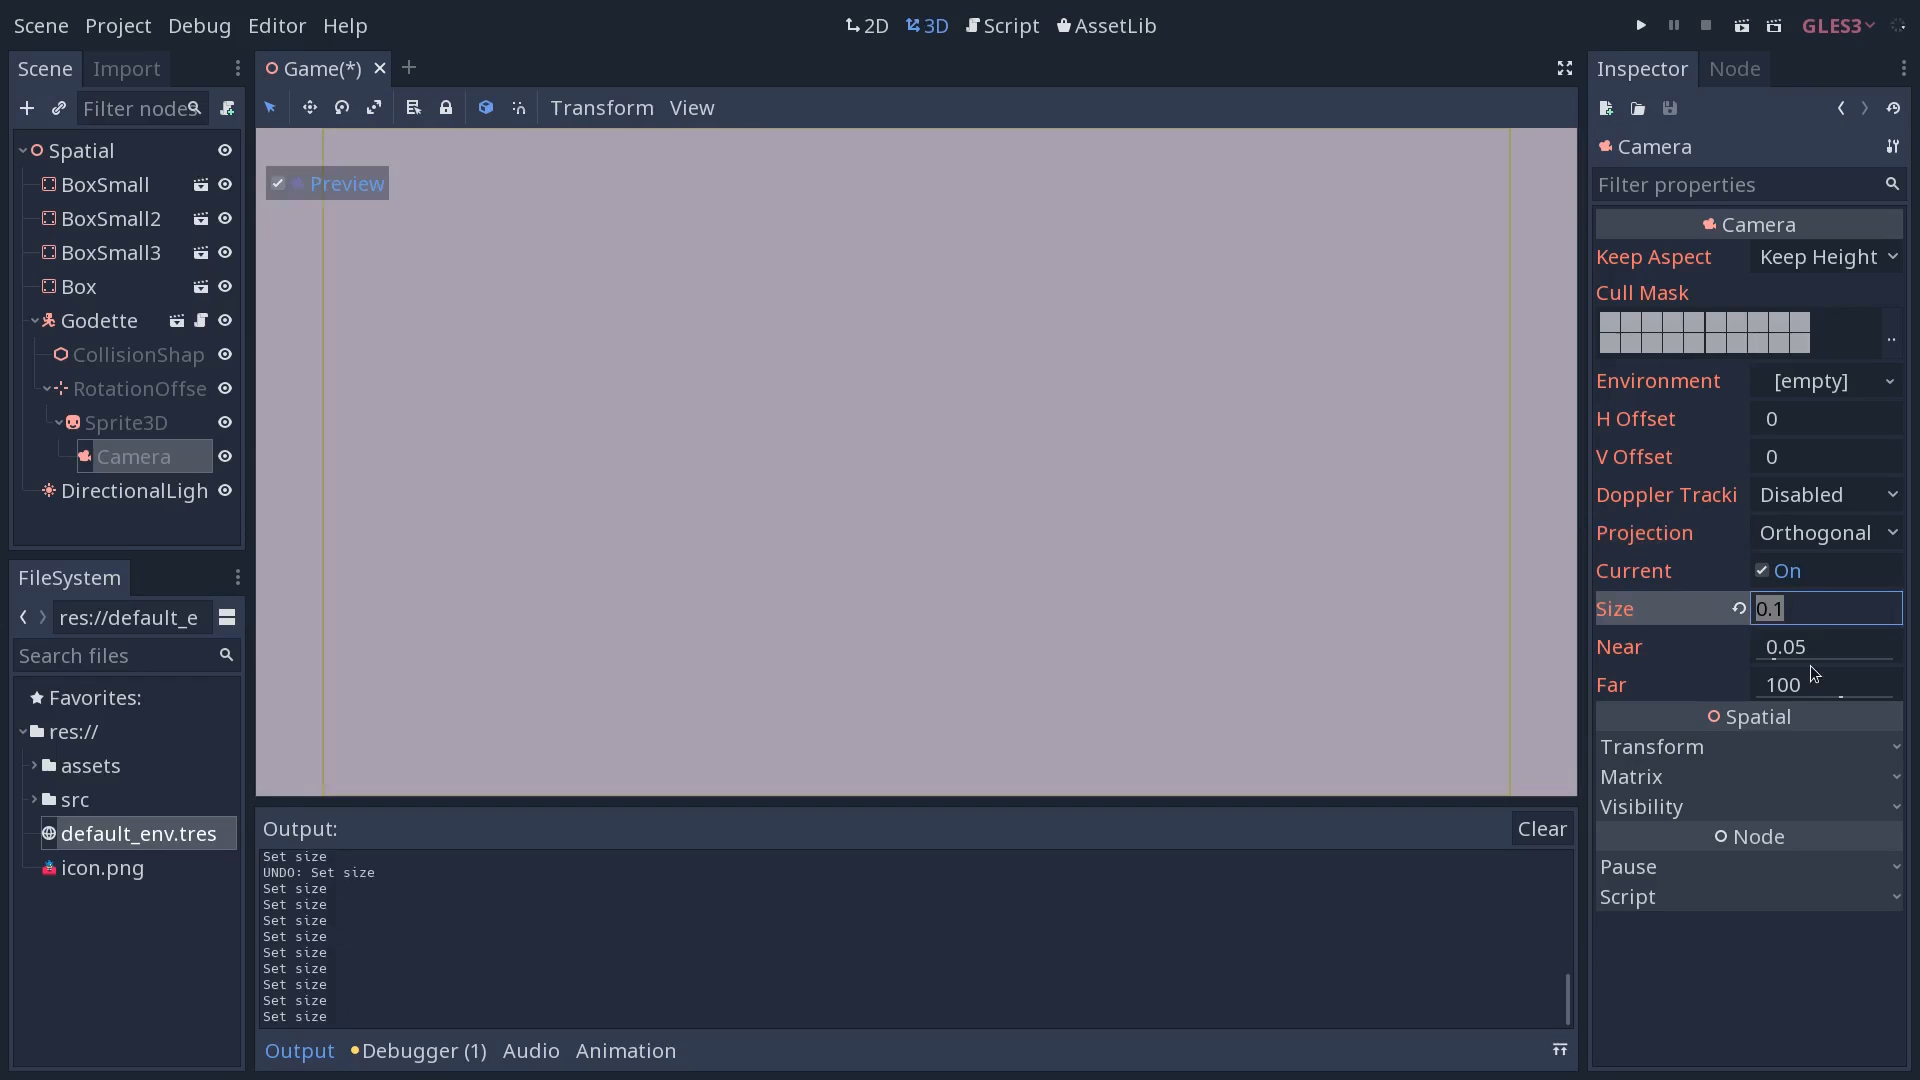 Scene Project Debug Editor Help
2D 3D Script AssetLib
GLES3
Scene Import
Filter nodes
Spatial
BoxSmall
BoxSmall2
BoxSmall3
Box
Godette
CollisionShap
RotationOffse
Sprite3D
Camera
DirectionalLigh
FileSystem
res://default_e
Search files
Favorites:
res://
assets
src
default_env.tres
icon.png
Game(*)
Transform View
Preview
Output:
Clear
Set size
UNDO: Set size
Set size
Set size
Set size
Set size
Set size
Set size
Set size
Set size
Set size
Output Debugger (1) Audio Animation
Inspector Node
Camera
Filter properties
Camera
Keep Aspect Keep Height
Cull Mask
..
Environment [empty]
H Offset 0
V Offset 0
Doppler Tracki Disabled
Projection Orthogonal
Current On
Size 0.1
Near 0.05
Far 100
Spatial
Transform
Matrix
Visibility
Node
Pause
Script